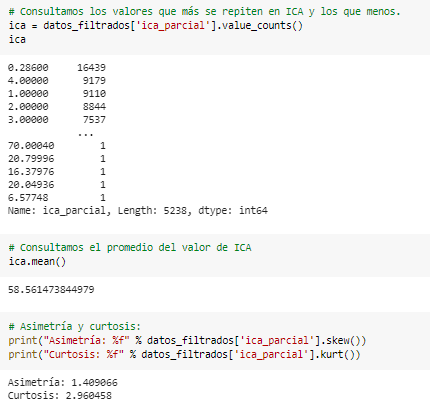 # Consultamos los valores que más se repiten en ICA y los que menos.
ica = datos_filtrados['ica_parcial'].value_counts()
ica
0.28600 16439
4.00000 9179
1.00000 9110
2.00000 8844
3.00000 7537
...
70.00040 1
20.79996 1
16.37976 1
20.04936 1
6.57748 1
Name: ica_parcial, Length: 5238, dtype: int64
# Consultamos el promedio del valor de ICA
ica.mean()
58.561473844979
# Asimetría y curtosis:
print("Asimetría: %f" % datos_filtrados['ica_parcial'].skew())
print("Curtosis: %f" % datos_filtrados['ica_parcial'].kurt())
Asimetría: 1.409066
Curtosis: 2.960458